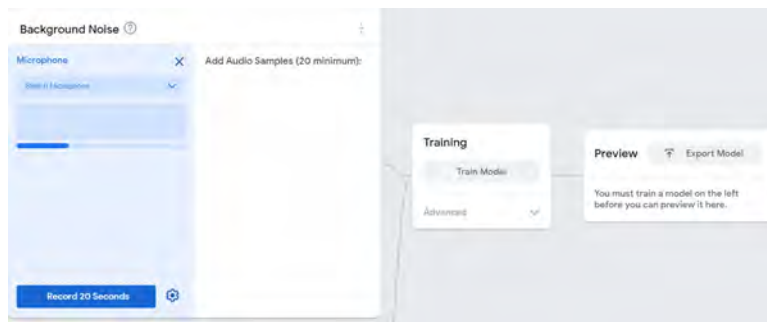 Background Noise
Microphone
Add Audio Samples (20 minimum):
Record 20 Seconds
Training
Train Model
Advanced
Preview
Export Model
You must train a model on the left
before you can preview it here.